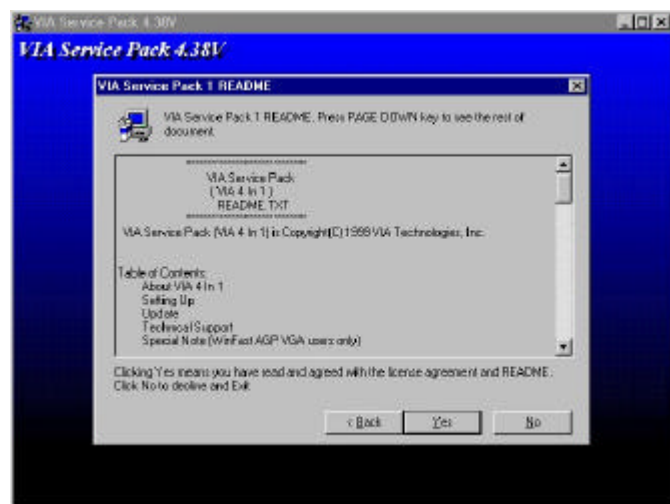 VIA Service Pack 4.38V
VIA Service Pack 4.38V
VIA Service Pack 1 README
VIA Service Pack 1 README. Press PAGE DOWN key to see the rest of
document.
==============================
VIA Service Pack
( VIA 4 In 1 )
README.TXT
==============================
VIA Service Pack (VIA 4 In 1) is Copyright(C) 1999 VIA Technologies, Inc.
Table of Contents:
About VIA 4 In 1
Setting Up
Update
Technical Support
Special Note (WinFast AGP VGA users only)
Clicking Yes means you have read and agreed with the license agreement and README.
Click No to decline and Exit
< Back
Yes
No